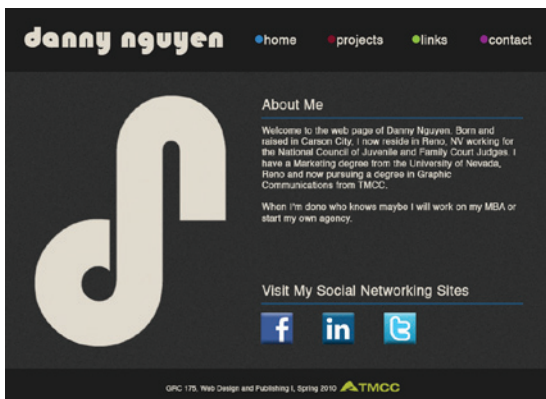 danny nguyen
home projects links contact
About Me
Welcome to the web page of Danny Nguyen. Born and
raised in Carson City, I now reside in Reno, NV working for
the National Council of Juvenile and Family Court Judges. I
have a Marketing degree from the University of Nevada,
Reno and now pursuing a degree in Graphic
Communications from TMCC.
When I'm done who knows maybe I will work on my MBA or
start my own agency.
Visit My Social Networking Sites
f in t
GRC 175, Web Design and Publishing I, Spring 2010 TMCC